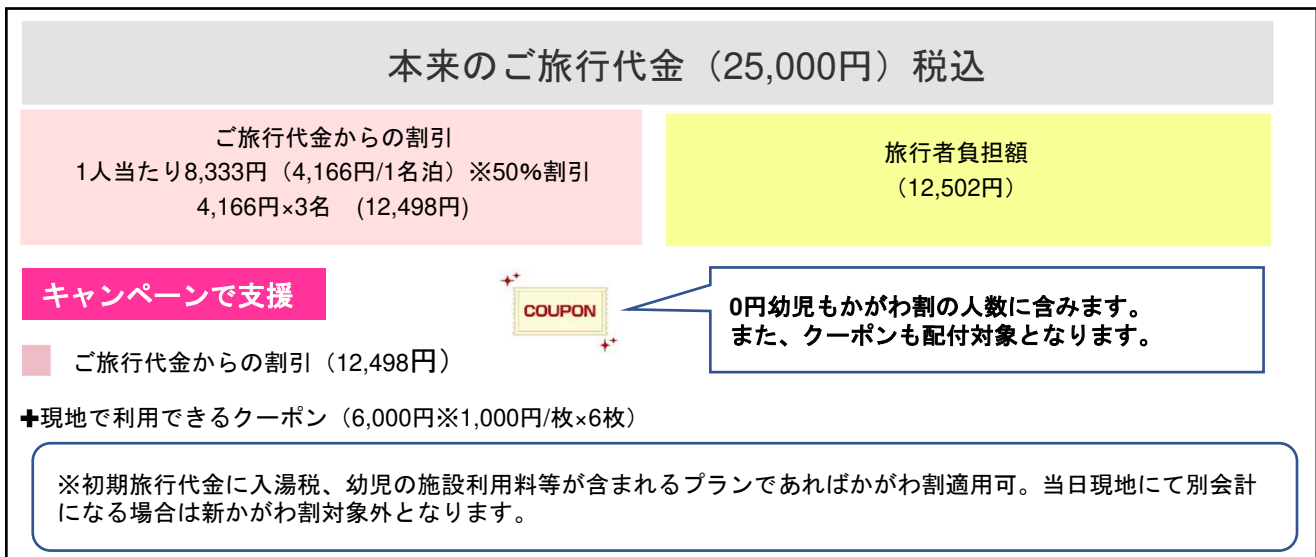 本来のご旅行代金（25,000円）税込
ご旅行代金からの割引
1人当たり8,333円（4,166円/1名泊）※50%割引
4,166円×3名　(12,498円)
旅行者負担額
（12,502円）
キャンペーンで支援
COUPON
0円幼児もかがわ割の人数に含みます。
また、クーポンも配付対象となります。
ご旅行代金からの割引（12,498円）
✚現地で利用できるクーポン（6,000円※1,000円/枚×6枚）
※初期旅行代金に入湯税、幼児の施設利用料等が含まれるプランであればかがわ割適用可。当日現地にて別会計
になる場合は新かがわ割対象外となります。